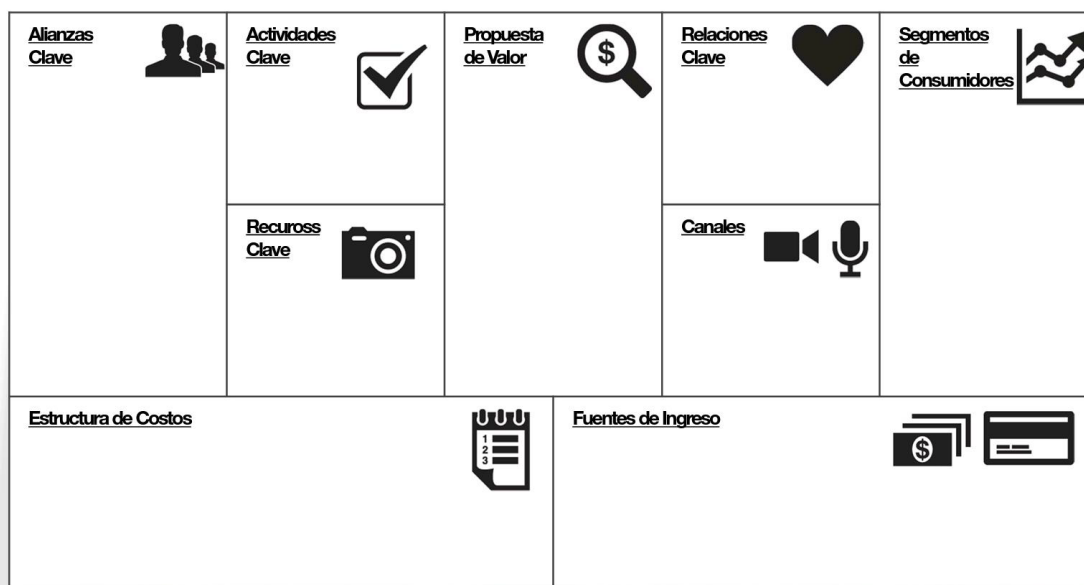 Alianzas
Clave
Actividades
Clave
Propuesta
de Valor
$
Relaciones
Clave
Segmentos
de
Consumidores
Recuross
Clave
Canales
Estructura de Costos
1
2
3
Fuentes de Ingreso
$